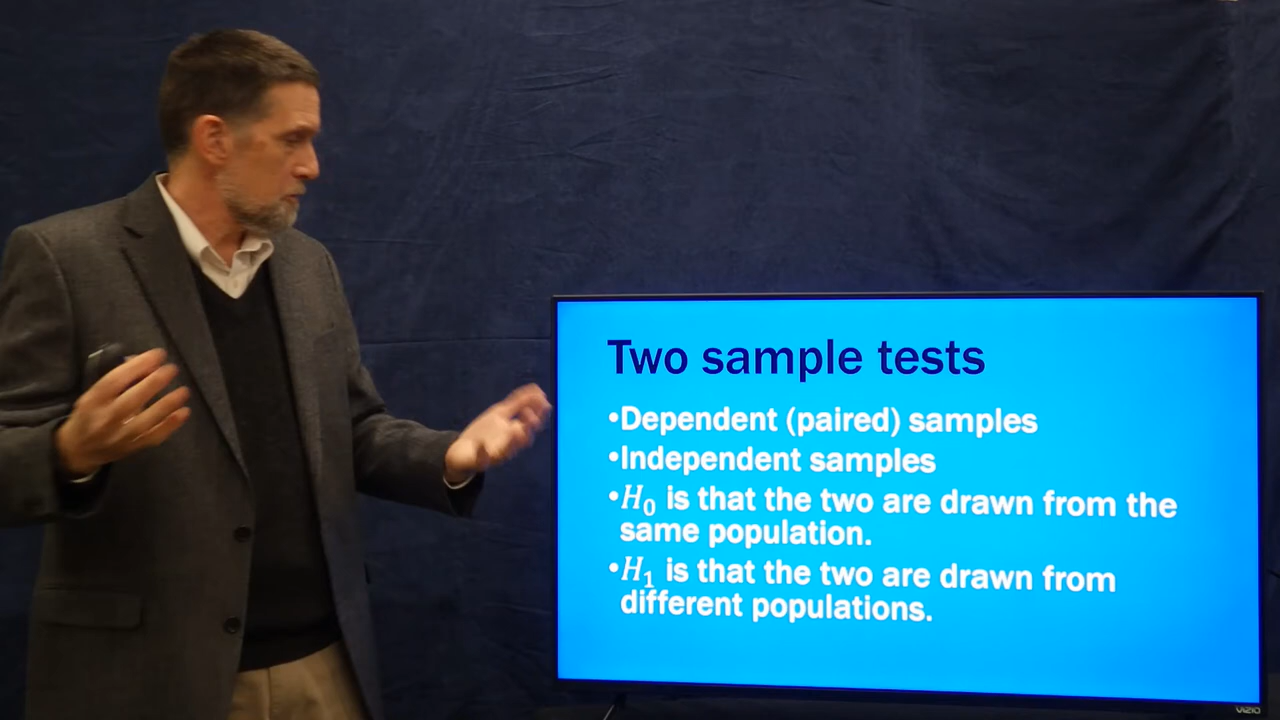 Two sample tests
•Dependent (paired) samples
•Independent samples
•H₀ is that the two are drawn from the
same population.
•H₁ is that the two are drawn from
different populations.
VIZIO